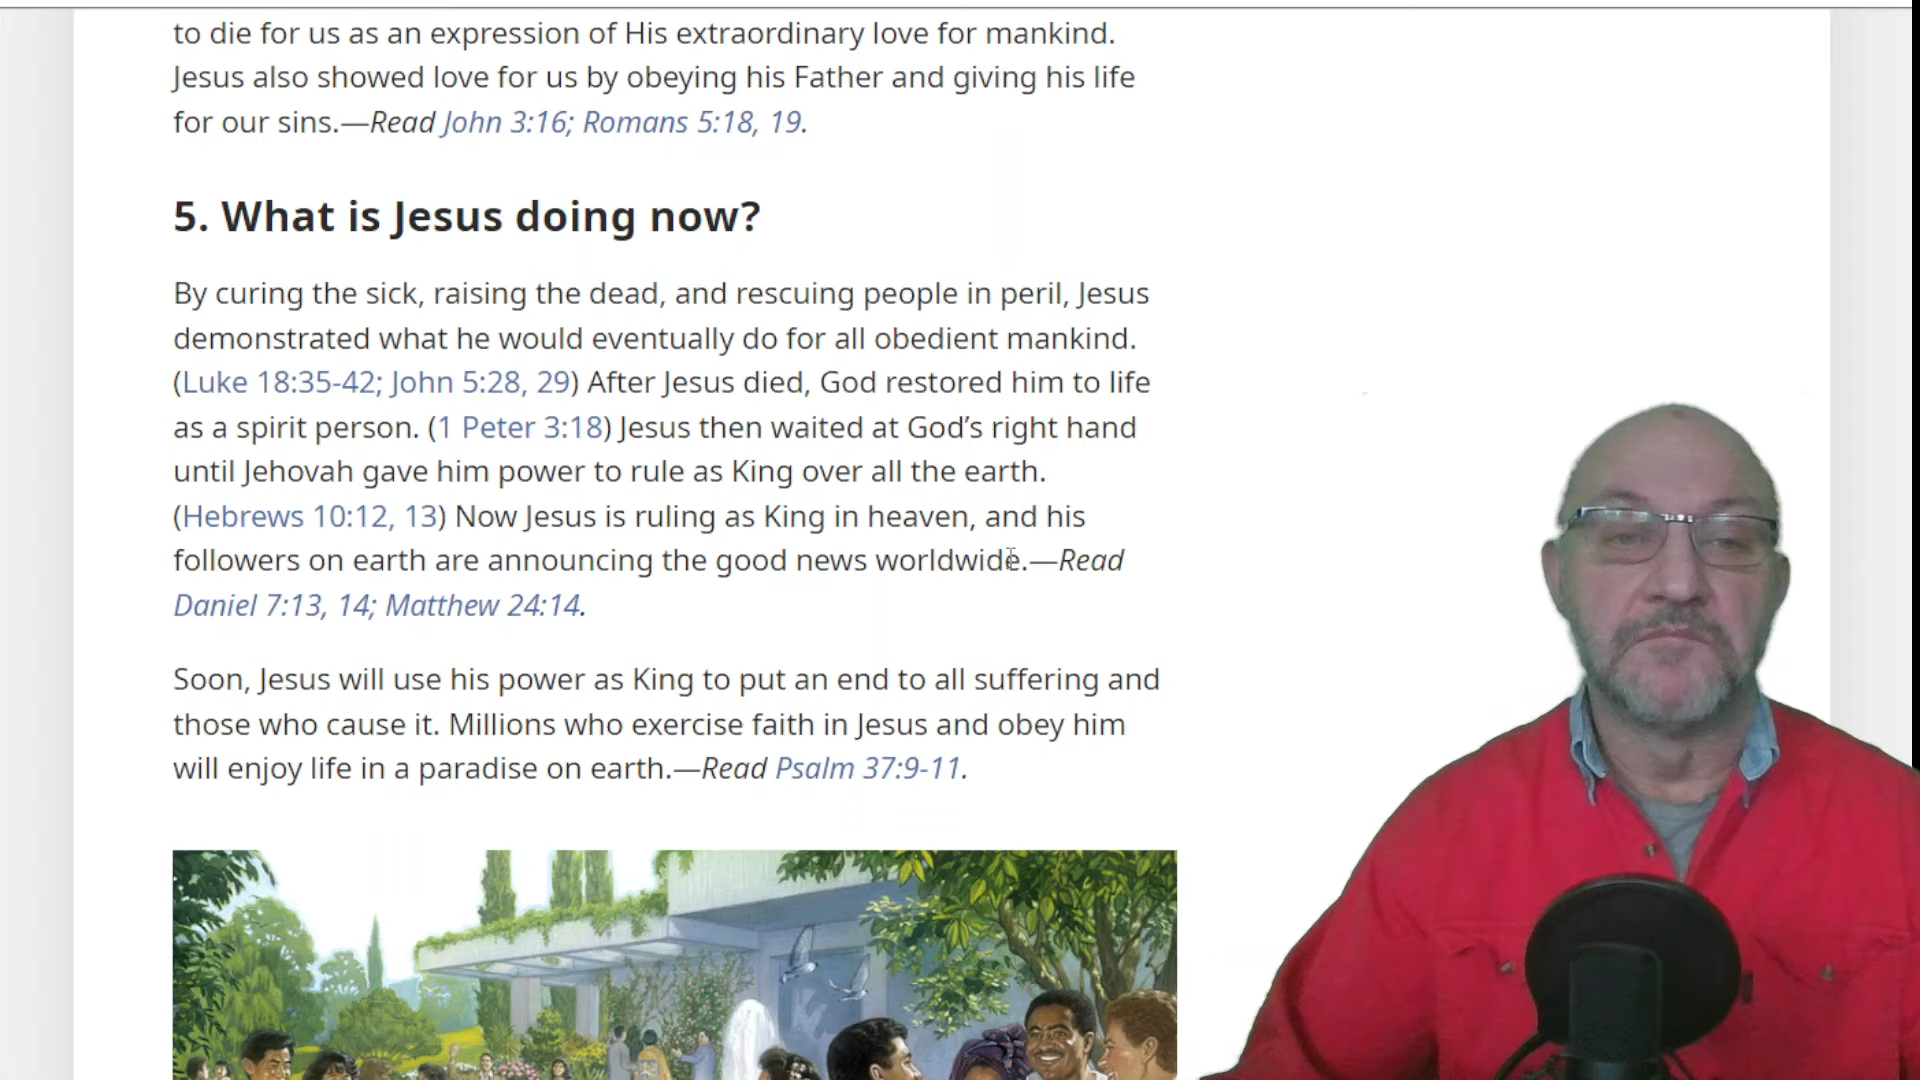 to die for us as an expression of His extraordinary love for mankind.
Jesus also showed love for us by obeying his Father and giving his life
for our sins.—Read John 3:16; Romans 5:18, 19.
5. What is Jesus doing now?
By curing the sick, raising the dead, and rescuing people in peril, Jesus
demonstrated what he would eventually do for all obedient mankind.
(Luke 18:35-42; John 5:28, 29) After Jesus died, God restored him to life
as a spirit person. (1 Peter 3:18) Jesus then waited at God’s right hand
until Jehovah gave him power to rule as King over all the earth.
(Hebrews 10:12, 13) Now Jesus is ruling as King in heaven, and his
followers on earth are announcing the good news worldwide.—Read
Daniel 7:13, 14; Matthew 24:14.
Soon, Jesus will use his power as King to put an end to all suffering and
those who cause it. Millions who exercise faith in Jesus and obey him
will enjoy life in a paradise on earth.—Read Psalm 37:9-11.